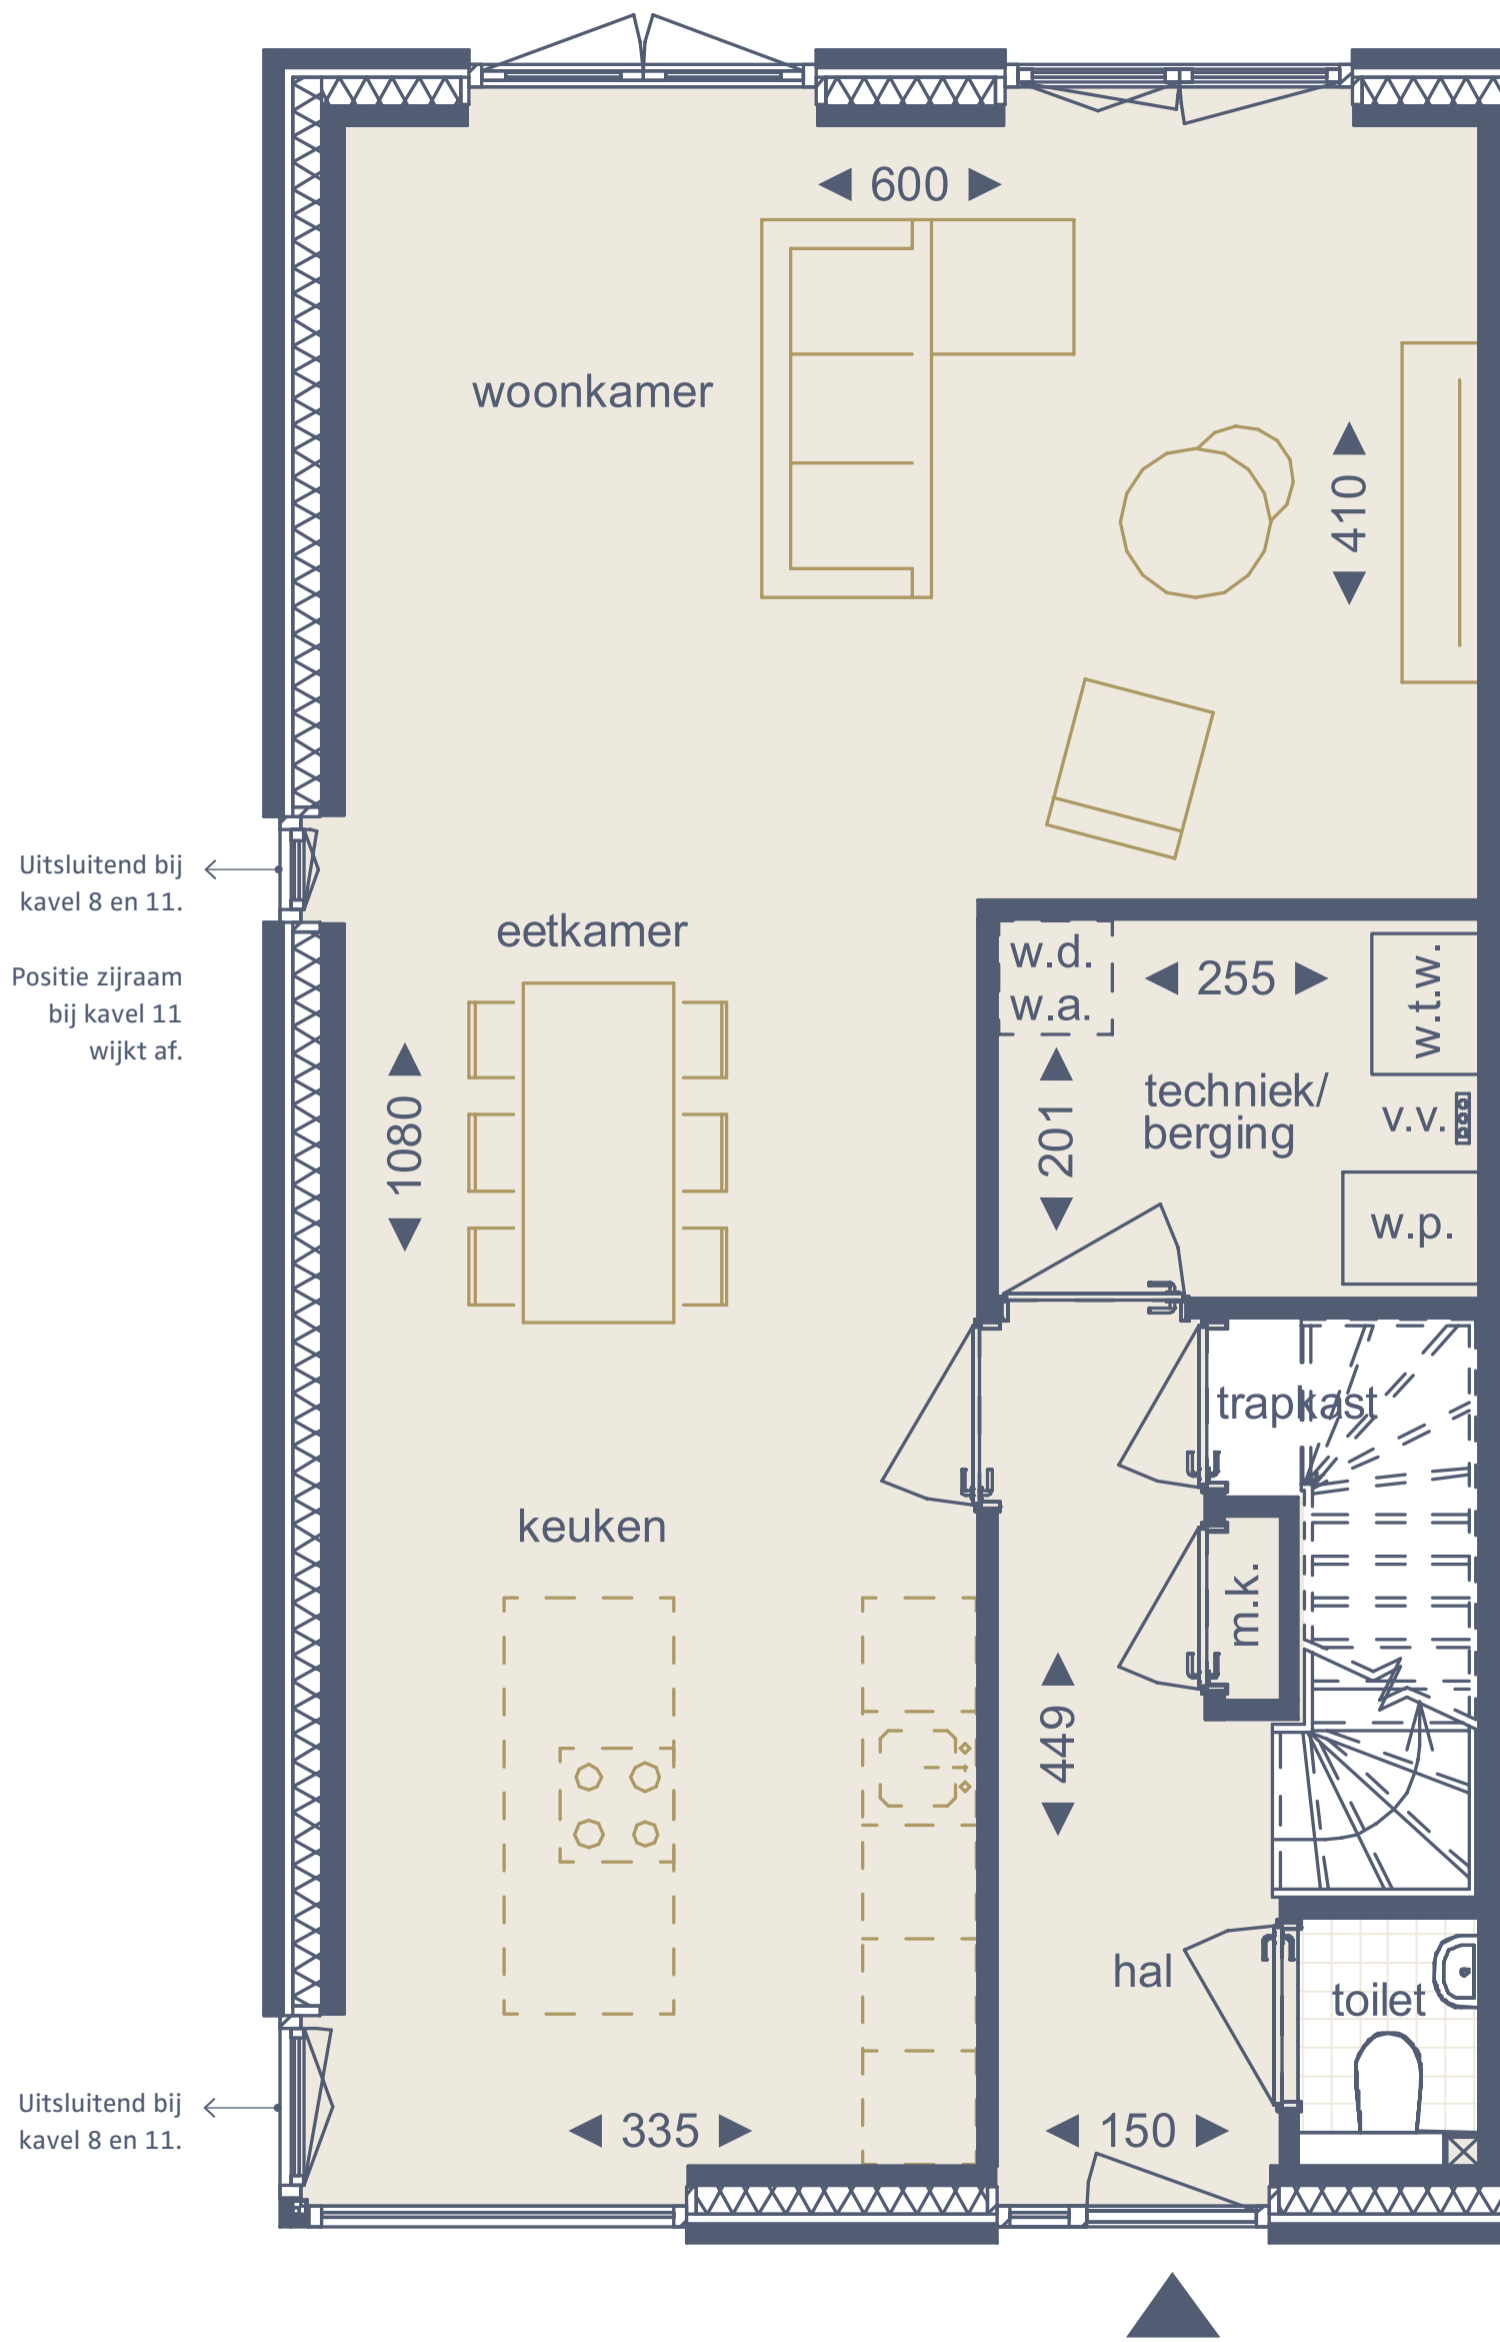 600
woonkamer
410
Uitsluitend bij
kavel 8 en 11.
Positie zijraam
bij kavel 11
wijkt af.
eetkamer
1080
w.d.
w.a.
255
w.t.w.
201
techniek/
berging
v.v.
w.p.
trapkast
keuken
m.k.
449
hal
toilet
Uitsluitend bij
kavel 8 en 11.
335
150